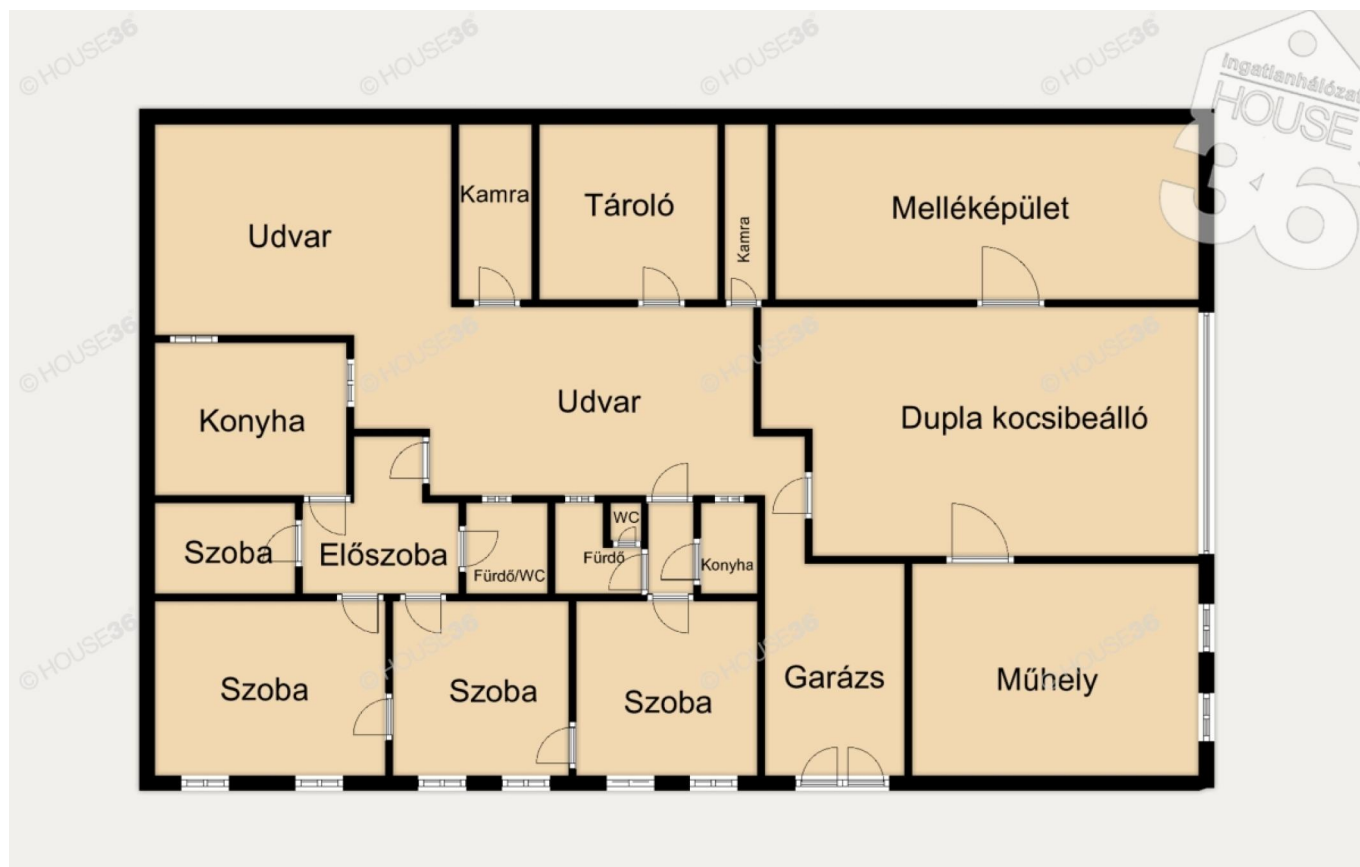 © HOUSE36
© HOUSE36
© HOUSE36
© HOUSE36
ingatlanhálózat
HOUSE
36
Kamra
Tároló
Melléképület
Udvar
Kamra
© HOUSE36
© HOUSE36
© HOUSE36
© HOUSE36
Konyha
Udvar
Dupla kocsibeálló
WC
Szoba
Előszoba
Fürdő
Konyha
Fürdő/WC
© HOUSE36
© HOUSE36
© HOUSE36
© HOUSE36
Szoba
Szoba
Szoba
Garázs
Műhely